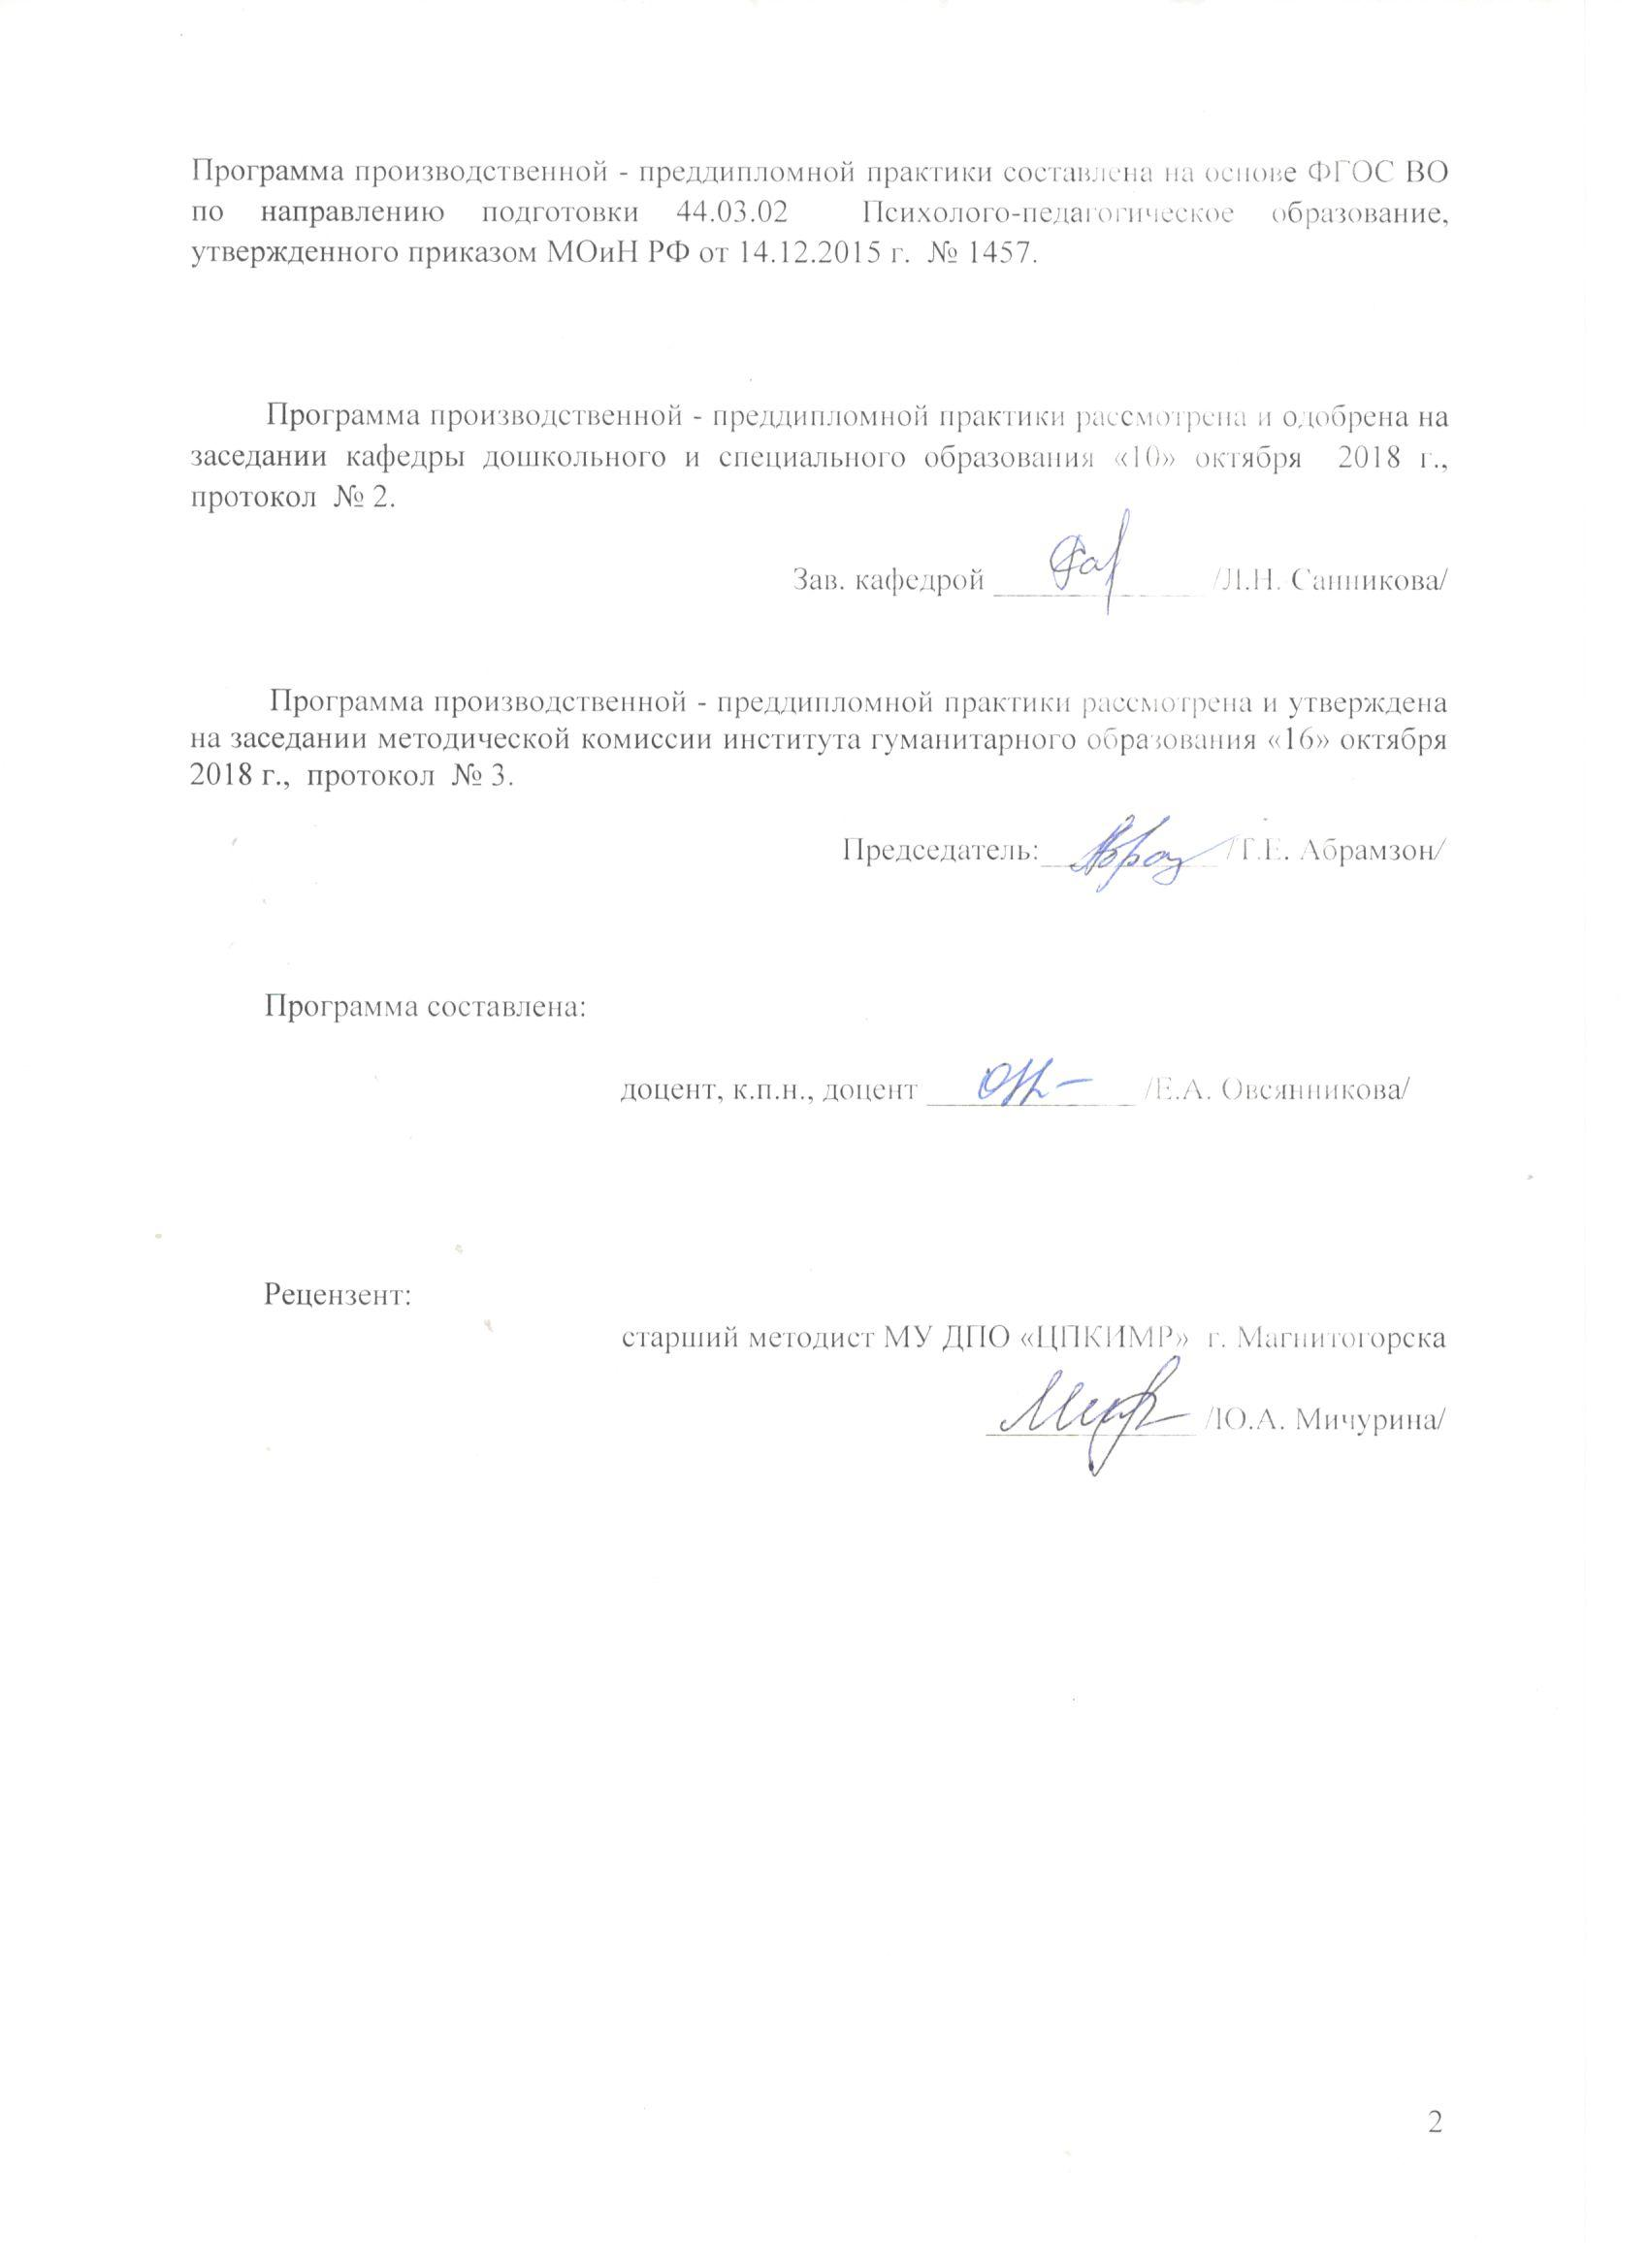 Программа производственной - преддипломной практики составлена на основе ФГОС ВО
по направлению подготовки 44.03.02 Психолого-педагогическое образование,
утвержденного приказом МОиН РФ от 14.12.2015 г. № 1457.
Программа производственной - преддипломной практики рассмотрена и одобрена на
заседании кафедры дошкольного и специального образования «10» октября 2018 г.,
протокол № 2.
Зав. кафедрой ______________ /Л.Н. Санникова/
Программа производственной - преддипломной практики рассмотрена и утверждена
на заседании методической комиссии института гуманитарного образования «16» октября
2018 г., протокол № 3.
Председатель:____________ /Г.Е. Абрамзон/
Программа составлена:
доцент, к.п.н., доцент ______________ /Е.А. Овсянникова/
Рецензент:
старший методист МУ ДПО «ЦПКИМР» г. Магнитогорска
______________ /Ю.А. Мичурина/
2